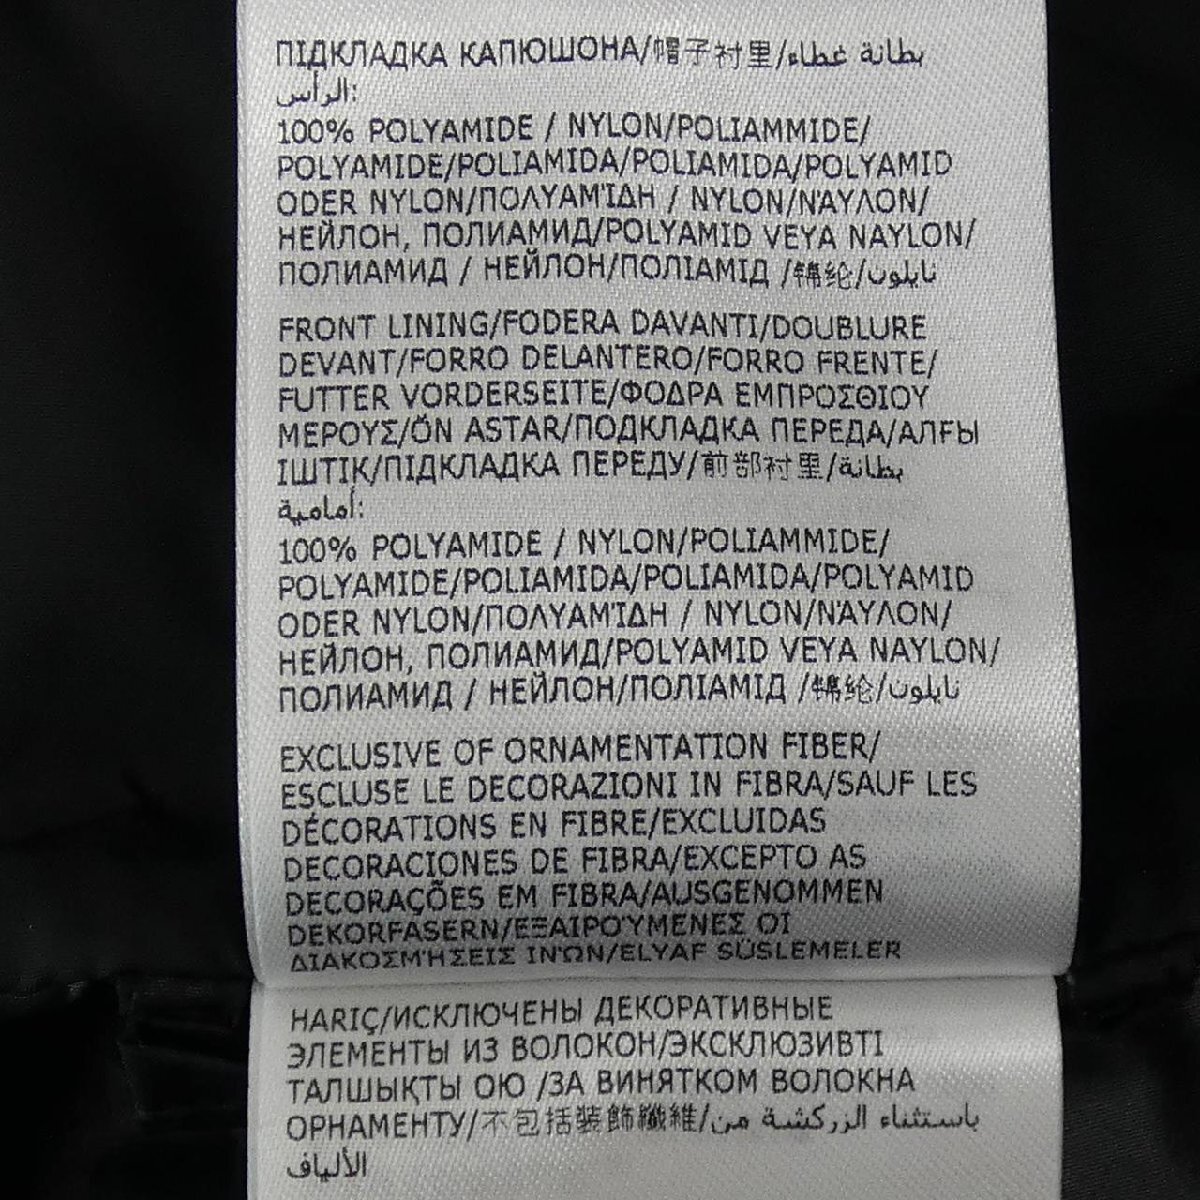 ПІДКЛАДКА КАПЮШОНА/帽子衬里/بطانة غطاء
الرأس:
100% POLYAMIDE / NYLON/POLIAMMIDE/
POLYAMIDE/POLIAMIDA/POLIAMIDA/POLYAMID
ODER NYLON/ΠΟΛΥΑΜΊΔΗ / NYLON/ΝΆΥΛΟΝ/
НЕЙЛОН, ПОЛИАМИД/POLYAMID VEYA NAYLON/
ПОЛИАМИД / НЕЙЛОН/ПОЛІАМІД /锦纶/نايلون
FRONT LINING/FODERA DAVANTI/DOUBLURE
DEVANT/FORRO DELANTERO/FORRO FRENTE/
FUTTER VORDERSEITE/ΦΟΔΡΑ ΕΜΠΡΟΣΘΙΟΥ
ΜΕΡΟΥΣ/ÖN ASTAR/ПОДКЛАДКА ПЕРЕДА/АЛҒЫ
ІШТІК/ПІДКЛАДКА ПЕРЕДУ/前部衬里/بطانة
أمامية:
100% POLYAMIDE / NYLON/POLIAMMIDE/
POLYAMIDE/POLIAMIDA/POLIAMIDA/POLYAMID
ODER NYLON/ΠΟΛΥΑΜΊΔΗ / NYLON/ΝΆΥΛΟΝ/
НЕЙЛОН, ПОЛИАМИД/POLYAMID VEYA NAYLON/
ПОЛИАМИД / НЕЙЛОН/ПОЛІАМІД /锦纶/نايلون
EXCLUSIVE OF ORNAMENTATION FIBER/
ESCLUSE LE DECORAZIONI IN FIBRA/SAUF LES
DÉCORATIONS EN FIBRE/EXCLUIDAS
DECORACIONES DE FIBRA/EXCEPTO AS
DECORAÇÕES EM FIBRA/AUSGENOMMEN
DEKORFASERN/ΕΞΑΙΡΟΎΜΕΝΕΣ ΟΙ
ΔΙΑΚΟΣΜΉΣΕΙΣ ΙΝΏΝ/ELYAF SÜSLEMELER
HARİÇ/ИСКЛЮЧЕНЫ ДЕКОРАТИВНЫЕ
ЭЛЕМЕНТЫ ИЗ ВОЛОКОН/ЭКСКЛЮЗИВТІ
ТАЛШЫҚТЫ ОЮ /ЗА ВИНЯТКОМ ВОЛОКНА
ОРНАМЕНТУ/不包括裝飾纖維/باستثناء الزركشة من
الألياف